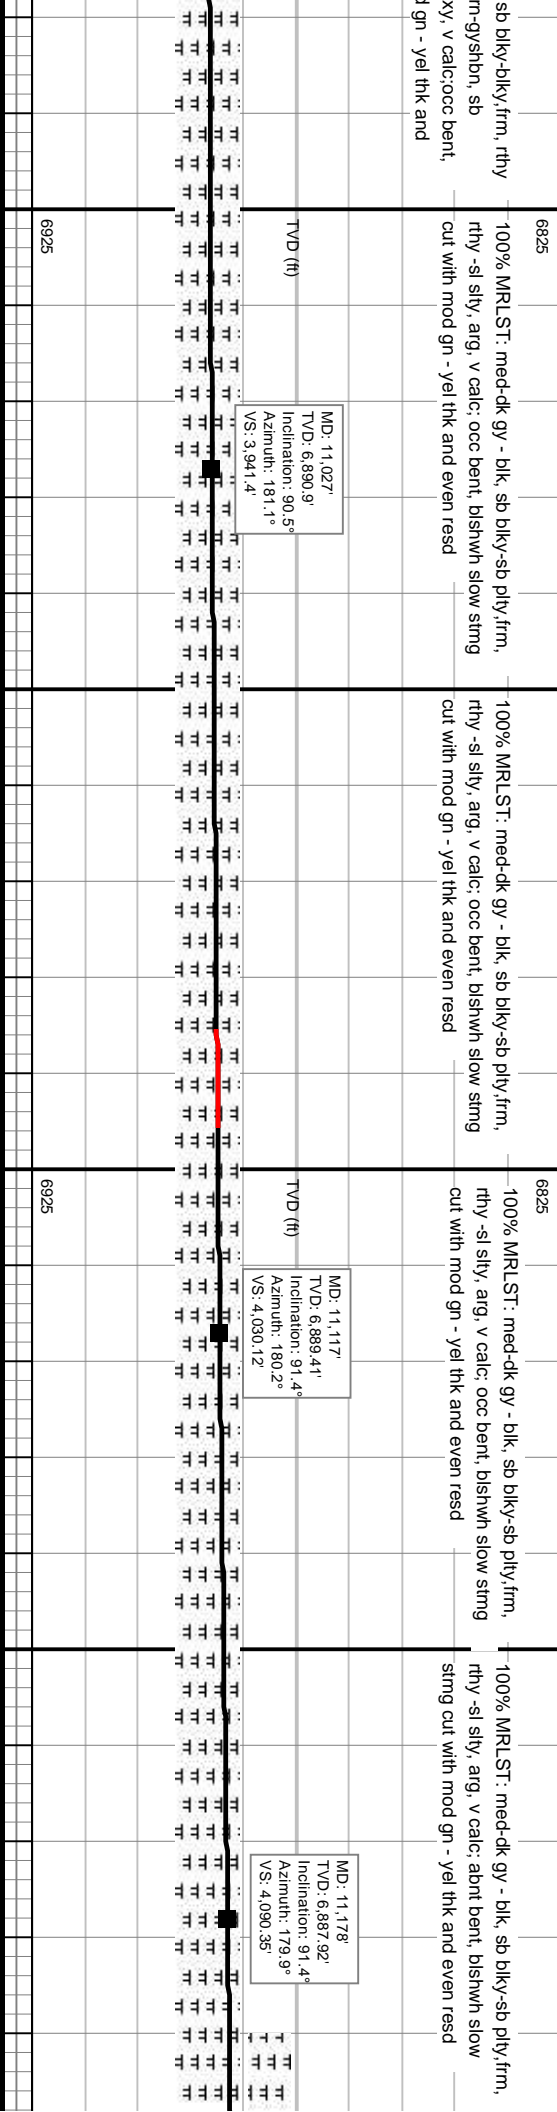 sb blky-blky,frm, rthy
rn-gyshbn, sb
xy, v calc;occ bent,
d gn - yel thk and
6825
TVD (ft)
6925
100% MRLST: med-dk gy - blk, sb blky-sb plty,frm,
rthy -sl slty, arg, v calc; occ bent, blshwh slow stmg
cut with mod gn - yel thk and even resd
MD: 11,027'
TVD: 6,890.9'
Inclination: 90.5°
Azimuth: 181.1°
VS: 3,941.4'
100% MRLST: med-dk gy - blk, sb blky-sb plty,frm,
rthy -sl slty, arg, v calc; occ bent, blshwh slow stmg
cut with mod gn - yel thk and even resd
6825
TVD (ft)
6925
100% MRLST: med-dk gy - blk, sb blky-sb plty,frm,
rthy -sl slty, arg, v calc; occ bent, blshwh slow stmg
cut with mod gn - yel thk and even resd
MD: 11,117'
TVD: 6,889.41'
Inclination: 91.4°
Azimuth: 180.2°
VS: 4,030.12'
100% MRLST: med-dk gy - blk, sb blky-sb plty,frm,
rthy -sl slty, arg, v calc; abnt bent, blshwh slow
stmg cut with mod gn - yel thk and even resd
MD: 11,178'
TVD: 6,887.92'
Inclination: 91.4°
Azimuth: 179.9°
VS: 4,090.35'